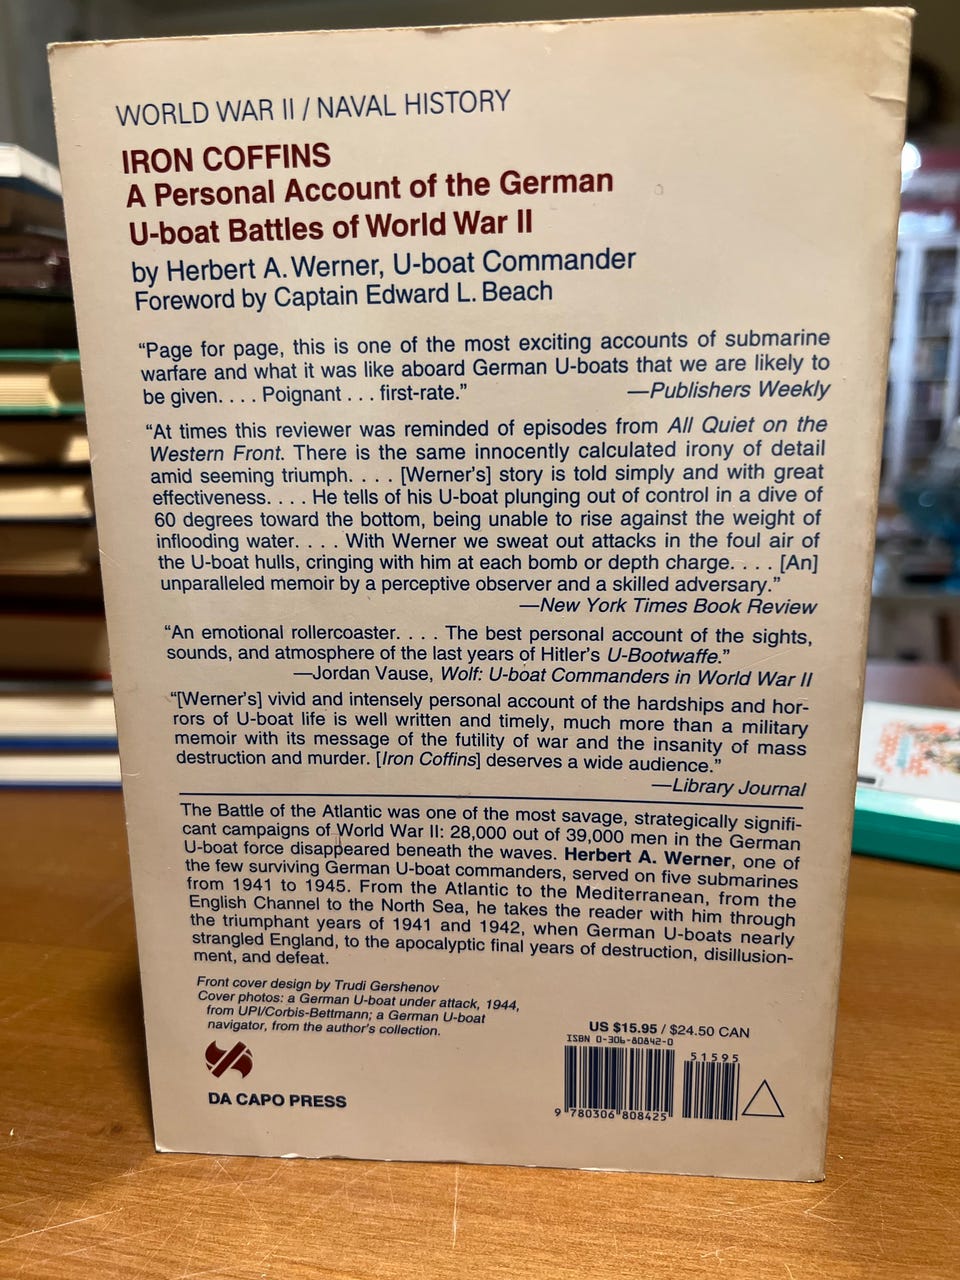 WORLD WAR II / NAVAL HISTORY
IRON COFFINS
A Personal Account of the German
U-boat Battles of World War II
by Herbert A. Werner, U-boat Commander
Foreword by Captain Edward L. Beach
“Page for page, this is one of the most exciting accounts of submarine
warfare and what it was like aboard German U-boats that we are likely to
be given. . . . Poignant . . . first-rate.” —Publishers Weekly
“At times this reviewer was reminded of episodes from All Quiet on the
Western Front. There is the same innocently calculated irony of detail
amid seeming triumph. . . . [Werner's] story is told simply and with great
effectiveness. . . . He tells of his U-boat plunging out of control in a dive of
60 degrees toward the bottom, being unable to rise against the weight of
inflooding water. . . . With Werner we sweat out attacks in the foul air of
the U-boat hulls, cringing with him at each bomb or depth charge. . . . [An]
unparalleled memoir by a perceptive observer and a skilled adversary.”
—New York Times Book Review
“An emotional rollercoaster. . . . The best personal account of the sights,
sounds, and atmosphere of the last years of Hitler's U-Bootwaffe.”
—Jordan Vause, Wolf: U-boat Commanders in World War II
“[Werner's] vivid and intensely personal account of the hardships and hor-
rors of U-boat life is well written and timely, much more than a military
memoir with its message of the futility of war and the insanity of mass
destruction and murder. [Iron Coffins] deserves a wide audience.”
—Library Journal
The Battle of the Atlantic was one of the most savage, strategically signifi-
cant campaigns of World War II: 28,000 out of 39,000 men in the German
U-boat force disappeared beneath the waves. Herbert A. Werner, one of
the few surviving German U-boat commanders, served on five submarines
from 1941 to 1945. From the Atlantic to the Mediterranean, from the
English Channel to the North Sea, he takes the reader with him through
the triumphant years of 1941 and 1942, when German U-boats nearly
strangled England, to the apocalyptic final years of destruction, disillusion-
ment, and defeat.
Front cover design by Trudi Gershenov
Cover photos: a German U-boat under attack, 1944,
from UPI/Corbis-Bettmann; a German U-boat
navigator, from the author's collection.
DA CAPO PRESS
US $15.95 / $24.50 CAN
ISBN 0-306-80842-0
51595
9 780306 808425